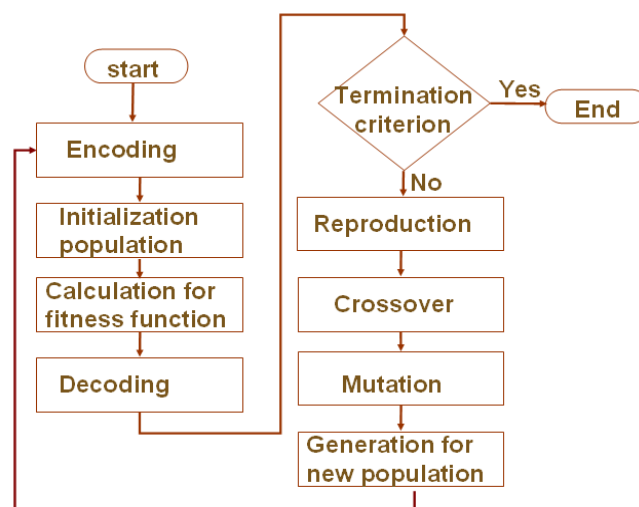 start
Encoding
Initialization
population
Calculation for
fitness function
Decoding
Termination
criterion
Yes
End
No
Reproduction
Crossover
Mutation
Generation for
new population